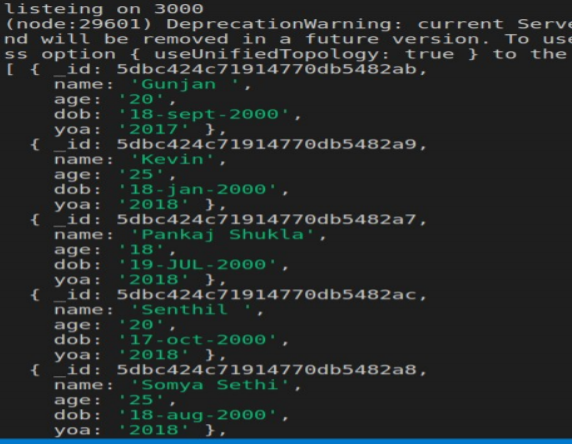 listeing on 3000
(node:29601) DeprecationWarning: current Serve
nd will be removed in a future version. To use
ss option { useUnifiedTopology: true } to the
[ { _id: 5dbc424c71914770db5482ab,
name: 'Gunjan ',
age: '20',
dob: '18-sept-2000',
yoa: '2017' },
{ _id: 5dbc424c71914770db5482a9,
name: 'Kevin',
age: '25',
dob: '18-jan-2000',
yoa: '2018' },
{ _id: 5dbc424c71914770db5482a7,
name: 'Pankaj Shukla',
age: '18',
dob: '19-JUL-2000',
yoa: '2018' },
{ _id: 5dbc424c71914770db5482ac,
name: 'Senthil ',
age: '20',
dob: '17-oct-2000',
yoa: '2018' },
{ _id: 5dbc424c71914770db5482a8,
name: 'Somya Sethi',
age: '25',
dob: '18-aug-2000',
yoa: '2018' },